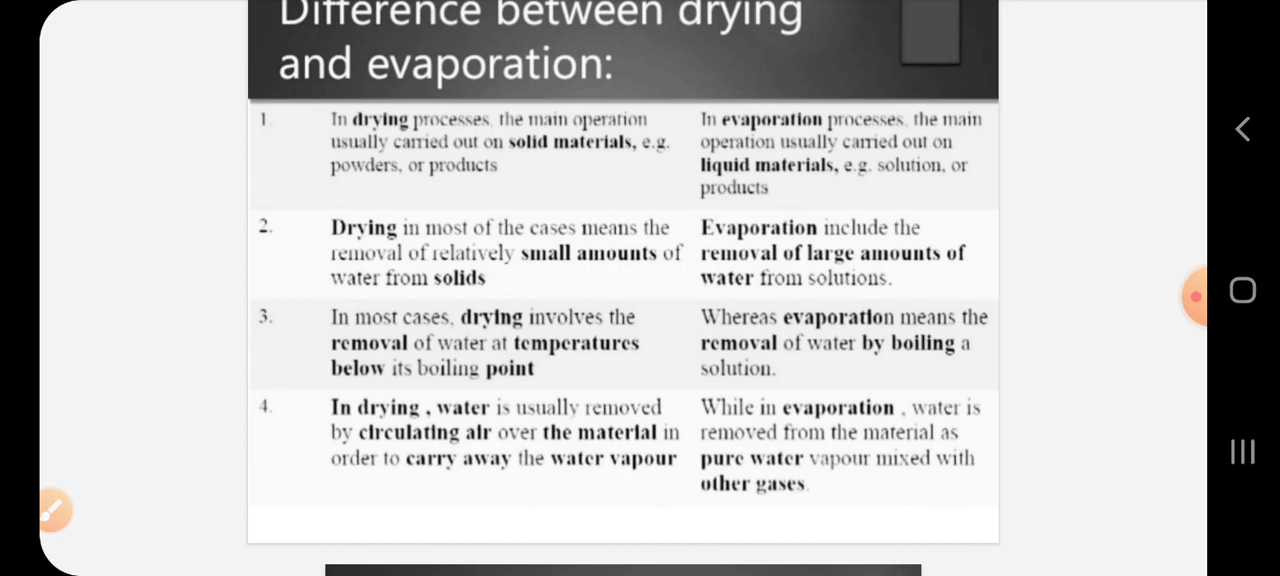 Difference between drying
and evaporation:
1.
In drying processes, the main operation
usually carried out on solid materials, e.g.
powders, or products
In evaporation processes, the main
operation usually carried out on
liquid materials, e.g. solution, or
products
2.
Drying in most of the cases means the
removal of relatively small amounts of
water from solids
Evaporation include the
removal of large amounts of
water from solutions.
3.
In most cases, drying involves the
removal of water at temperatures
below its boiling point
Whereas evaporation means the
removal of water by boiling a
solution.
4.
In drying , water is usually removed
by circulating air over the material in
order to carry away the water vapour
While in evaporation , water is
removed from the material as
pure water vapour mixed with
other gases.